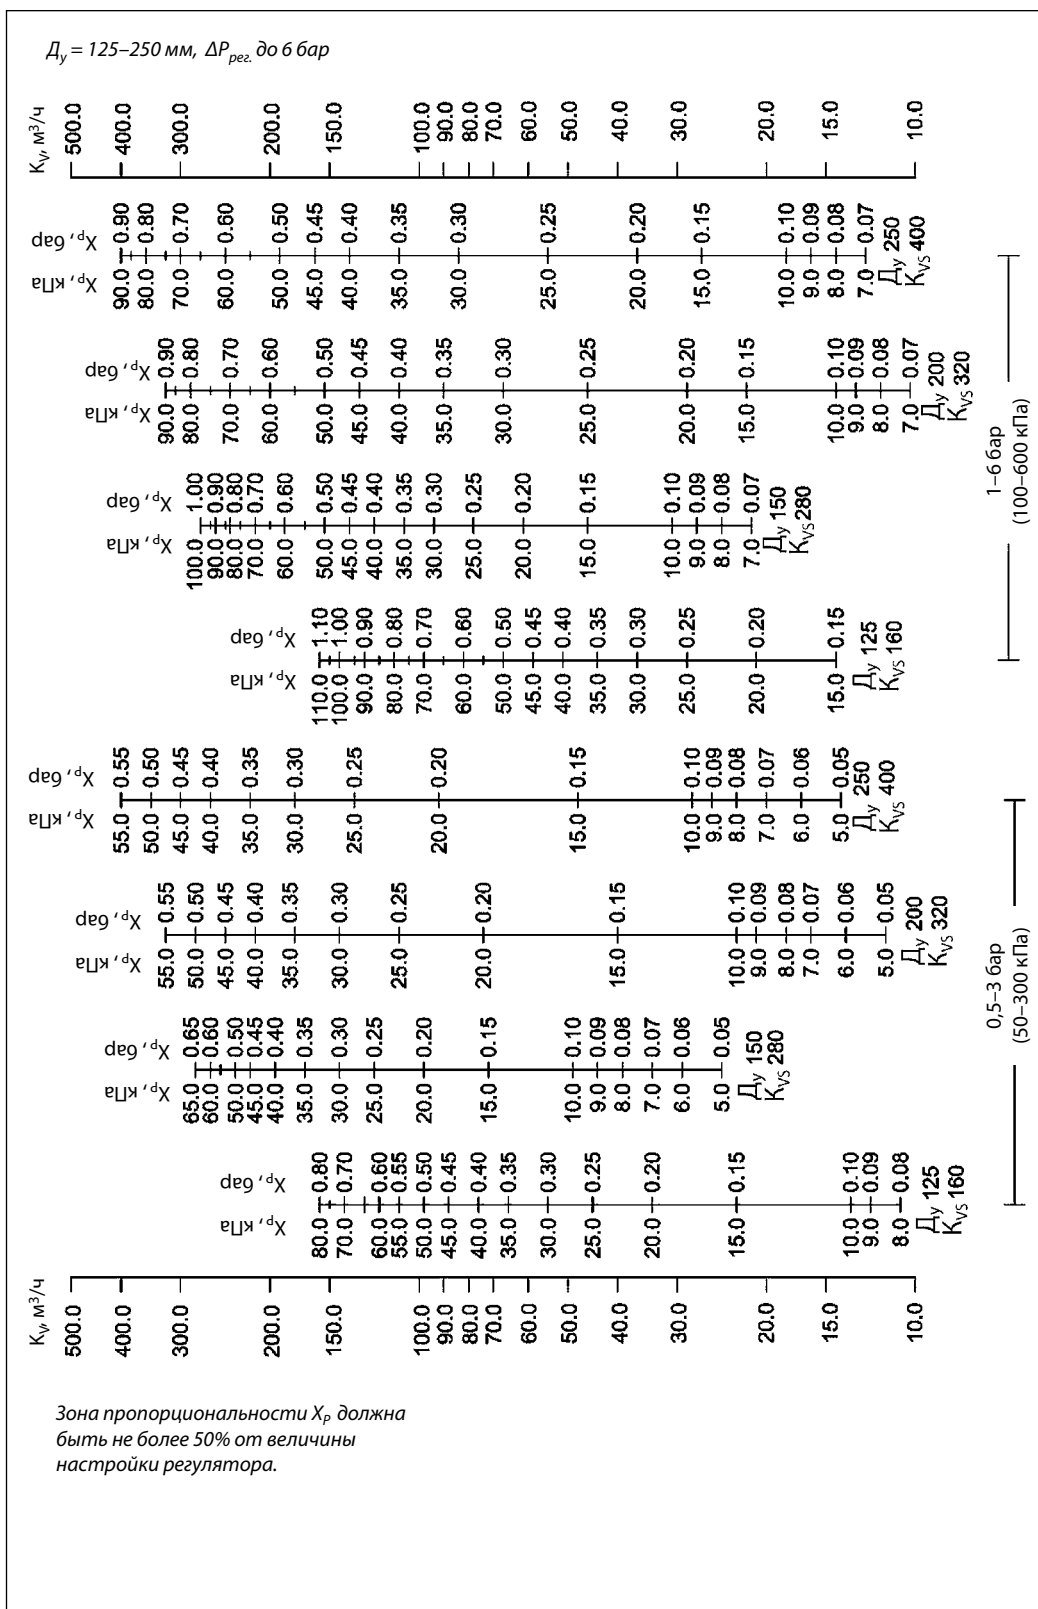 Ду = 125–250 мм, ΔPрег. до 6 бар
Kv, м³/ч
500.0 400.0 300.0 200.0 150.0 100.0 90.0 80.0 70.0 60.0 50.0 40.0 30.0 20.0 15.0 10.0
Xp, бар
0.90 0.80 0.70 0.60 0.50 0.45 0.40 0.35 0.30 0.25 0.20 0.15 0.10 0.09 0.08 0.07
Xp, кПа
90.0 80.0 70.0 60.0 50.0 45.0 40.0 35.0 30.0 25.0 20.0 15.0 10.0 9.0 8.0 7.0
Ду 250
Kvs 400
Xp, бар
0.90 0.80 0.70 0.60 0.50 0.45 0.40 0.35 0.30 0.25 0.20 0.15 0.10 0.09 0.08 0.07
Xp, кПа
90.0 80.0 70.0 60.0 50.0 45.0 40.0 35.0 30.0 25.0 20.0 15.0 10.0 9.0 8.0 7.0
Ду 200
Kvs 320
Xp, бар
1.00 0.90 0.80 0.70 0.60 0.50 0.45 0.40 0.35 0.30 0.25 0.20 0.15 0.10 0.09 0.08 0.07
Xp, кПа
100.0 90.0 80.0 70.0 60.0 50.0 45.0 40.0 35.0 30.0 25.0 20.0 15.0 10.0 9.0 8.0 7.0
Ду 150
Kvs 280
Xp, бар
1.10 1.00 0.90 0.80 0.70 0.60 0.50 0.45 0.40 0.35 0.30 0.25 0.20 0.15
Xp, кПа
110.0 100.0 90.0 80.0 70.0 60.0 50.0 45.0 40.0 35.0 30.0 25.0 20.0 15.0
Ду 125
Kvs 160
1–6 бар
(100–600 кПа)
Xp, бар
0.55 0.50 0.45 0.40 0.35 0.30 0.25 0.20 0.15 0.10 0.09 0.08 0.07 0.06 0.05
Xp, кПа
55.0 50.0 45.0 40.0 35.0 30.0 25.0 20.0 15.0 10.0 9.0 8.0 7.0 6.0 5.0
Ду 250
Kvs 400
Xp, бар
0.55 0.50 0.45 0.40 0.35 0.30 0.25 0.20 0.15 0.10 0.09 0.08 0.07 0.06 0.05
Xp, кПа
55.0 50.0 45.0 40.0 35.0 30.0 25.0 20.0 15.0 10.0 9.0 8.0 7.0 6.0 5.0
Ду 200
Kvs 320
Xp, бар
0.65 0.60 0.50 0.45 0.40 0.35 0.30 0.25 0.20 0.15 0.10 0.09 0.08 0.07 0.06 0.05
Xp, кПа
65.0 60.0 50.0 45.0 40.0 35.0 30.0 25.0 20.0 15.0 10.0 9.0 8.0 7.0 6.0 5.0
Ду 150
Kvs 280
Xp, бар
0.80 0.70 0.60 0.55 0.50 0.45 0.40 0.35 0.30 0.25 0.20 0.15 0.10 0.09 0.08
Xp, кПа
80.0 70.0 60.0 55.0 50.0 45.0 40.0 35.0 30.0 25.0 20.0 15.0 10.0 9.0 8.0
Ду 125
Kvs 160
0,5–3 бар
(50–300 кПа)
Kv, м³/ч
500.0 400.0 300.0 200.0 150.0 100.0 90.0 80.0 70.0 60.0 50.0 40.0 30.0 20.0 15.0 10.0
Зона пропорциональности Xp должна
быть не более 50% от величины
настройки регулятора.